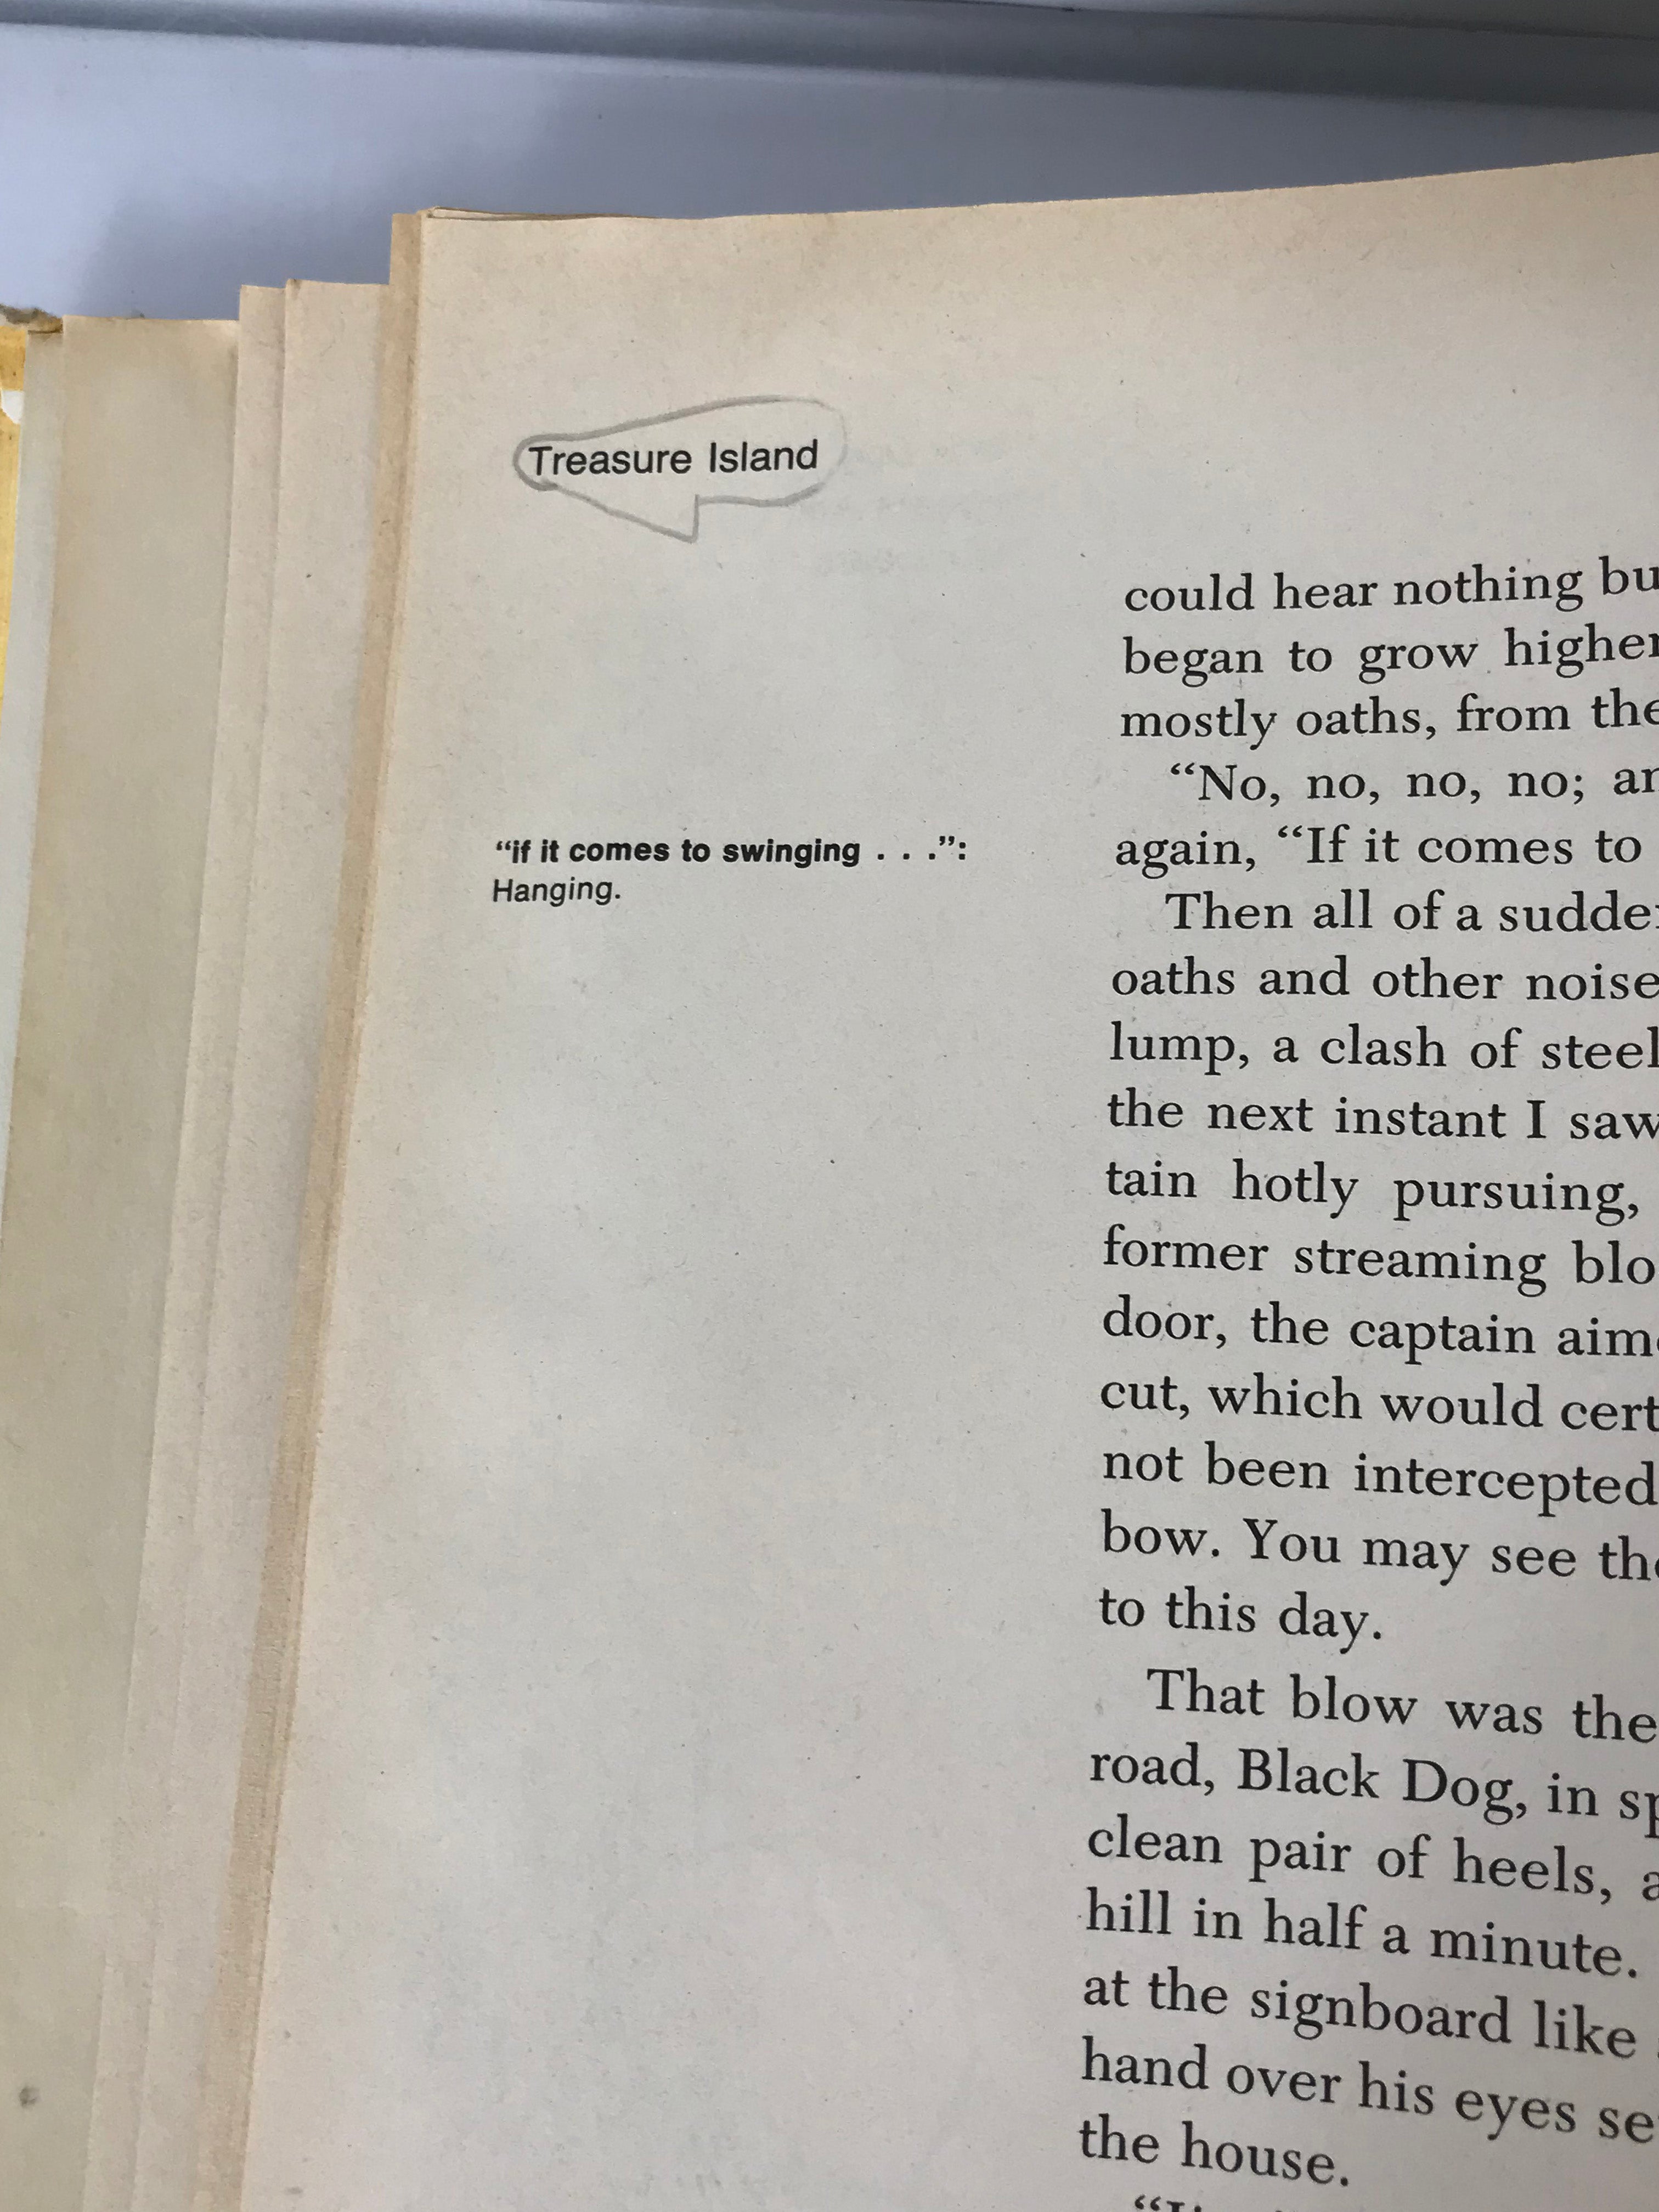 Treasure Island
could hear nothing bu
began to grow higher
mostly oaths, from the
“No, no, no, no; an
“if it comes to swinging . . .”:
Hanging.
again, “If it comes to
Then all of a sudden
oaths and other noise
lump, a clash of steel
the next instant I saw
tain hotly pursuing,
former streaming blo
door, the captain aim
cut, which would cert
not been intercepted
bow. You may see the
to this day.
That blow was the
road, Black Dog, in sp
clean pair of heels, a
hill in half a minute.
at the signboard like
hand over his eyes se
the house.